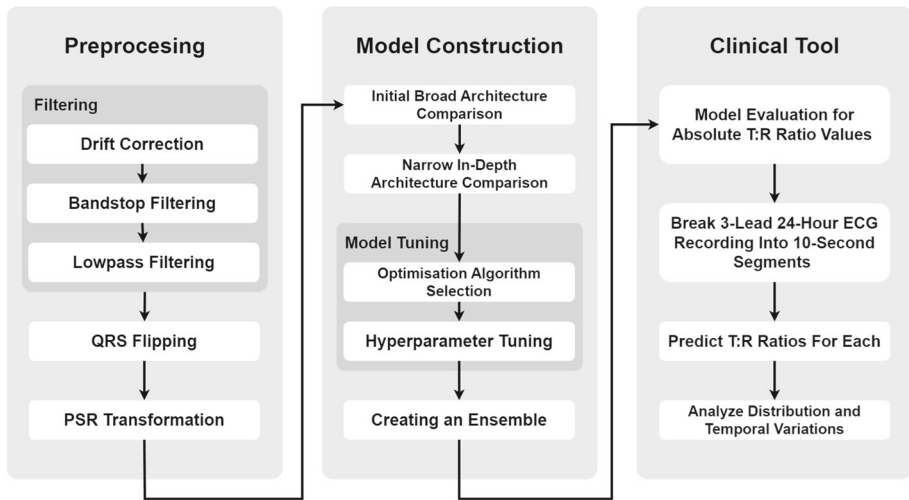 Preprocesing
Filtering
Drift Correction
Bandstop Filtering
Lowpass Filtering
QRS Flipping
PSR Transformation
Model Construction
Initial Broad Architecture
Comparison
Narrow In-Depth
Architecture Comparison
Model Tuning
Optimisation Algorithm
Selection
Hyperparameter Tuning
Creating an Ensemble
Clinical Tool
Model Evaluation for
Absolute T:R Ratio Values
Break 3-Lead 24-Hour ECG
Recording Into 10-Second
Segments
Predict T:R Ratios For Each
Analyze Distribution and
Temporal Variations